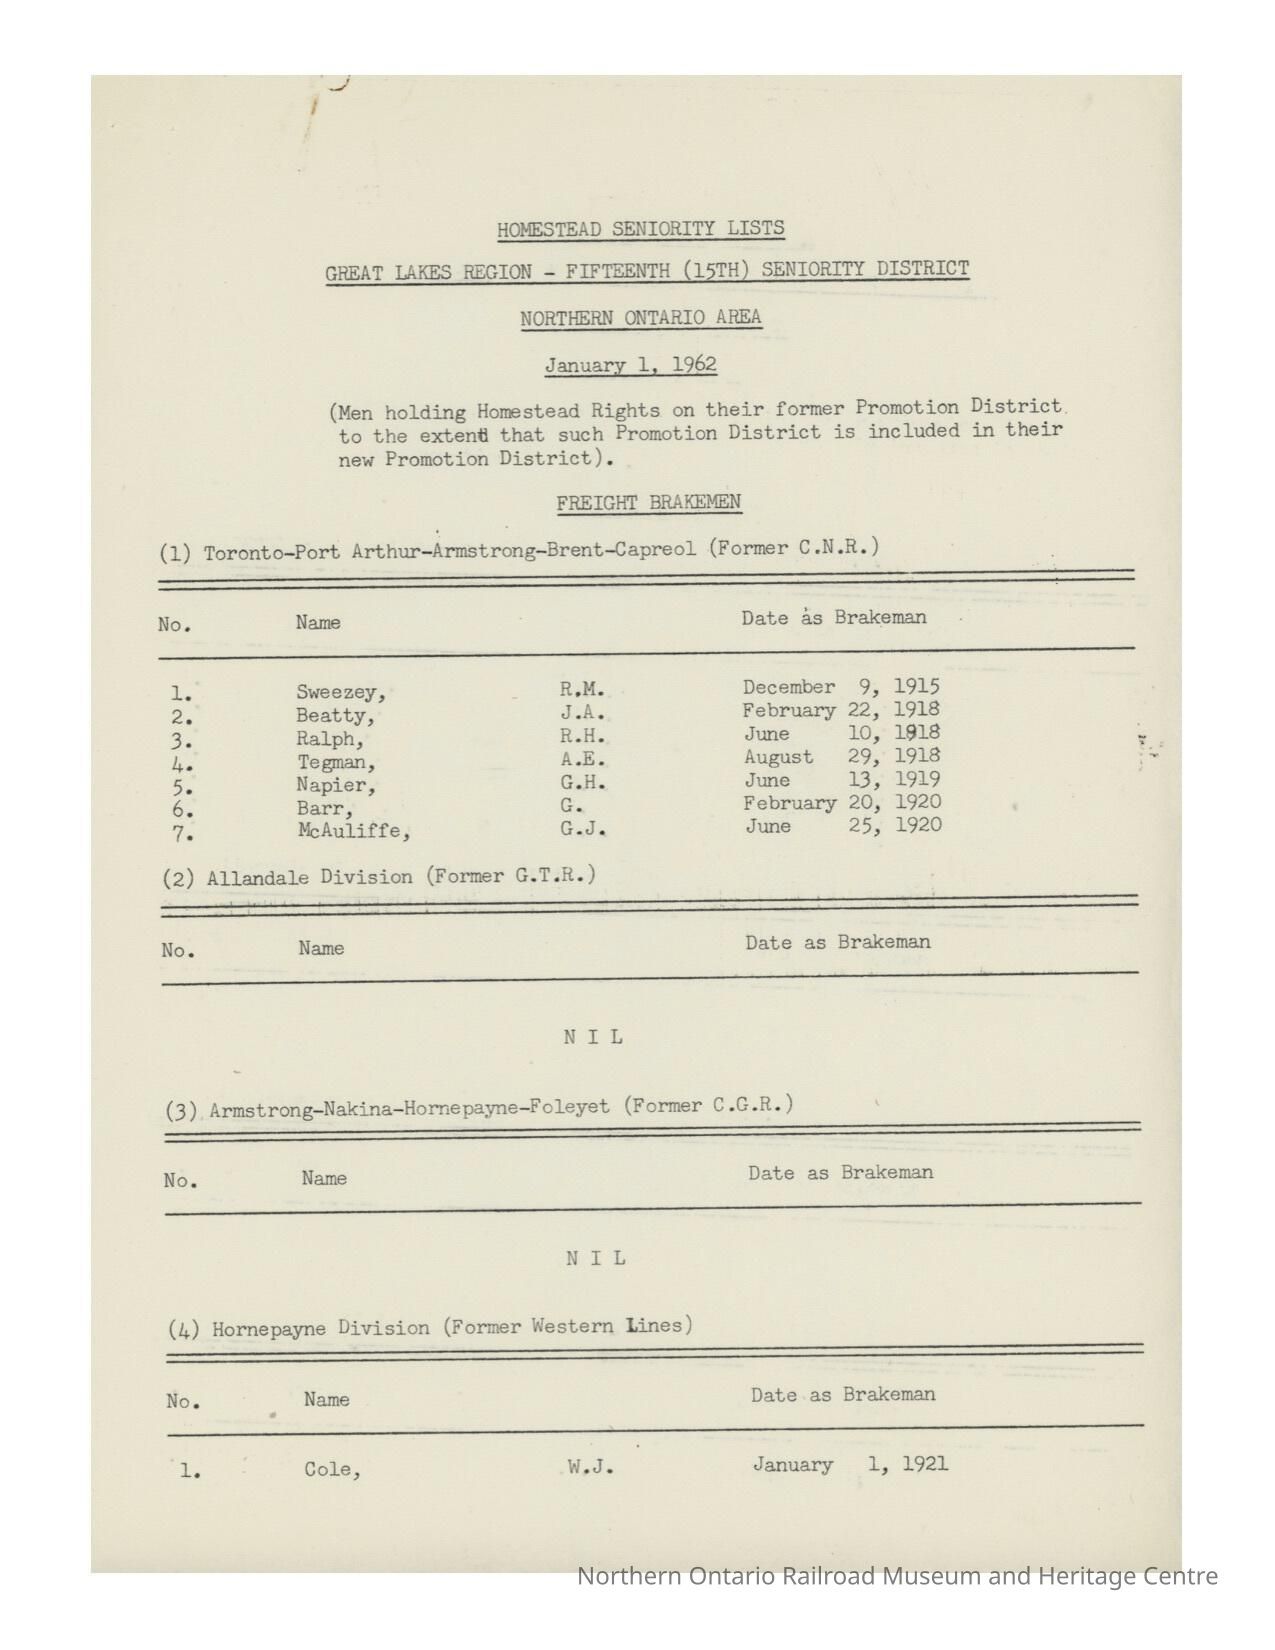 HOMESTEAD SENIORITY LISTS
GREAT LAKES REGION - FIFTEENTH (15TH) SENIORITY DISTRICT
NORTHERN ONTARIO AREA
January 1, 1962
(Men holding Homestead Rights on their former Promotion District
to the extend that such Promotion District is included in their
new Promotion District).
FREIGHT BRAKEMEN
(1) Toronto-Port Arthur-Armstrong-Brent-Capreol (Former C.N.R.)
No. Name Date as Brakeman
1. Sweezey, R.M. December 9, 1915
2. Beatty, J.A. February 22, 1918
3. Ralph, R.H. June 10, 1918
4. Tegman, A.E. August 29, 1918
5. Napier, G.H. June 13, 1919
6. Barr, G. February 20, 1920
7. McAuliffe, G.J. June 25, 1920
(2) Allandale Division (Former G.T.R.)
No. Name Date as Brakeman
N I L
(3) Armstrong-Nakina-Hornepayne-Foleyet (Former C.G.R.)
No. Name Date as Brakeman
N I L
(4) Hornepayne Division (Former Western Lines)
No. Name Date as Brakeman
1. Cole, W.J. January 1, 1921
Northern Ontario Railroad Museum and Heritage Centre